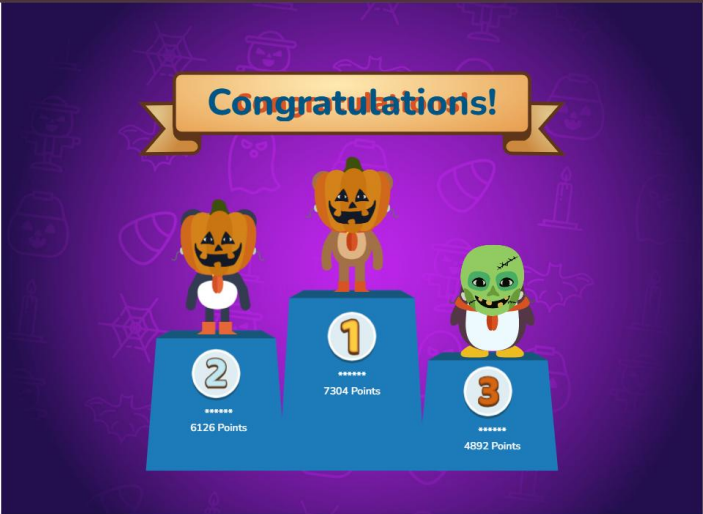 Congratulations!
1
******
7304 Points
2
******
6126 Points
3
******
4892 Points